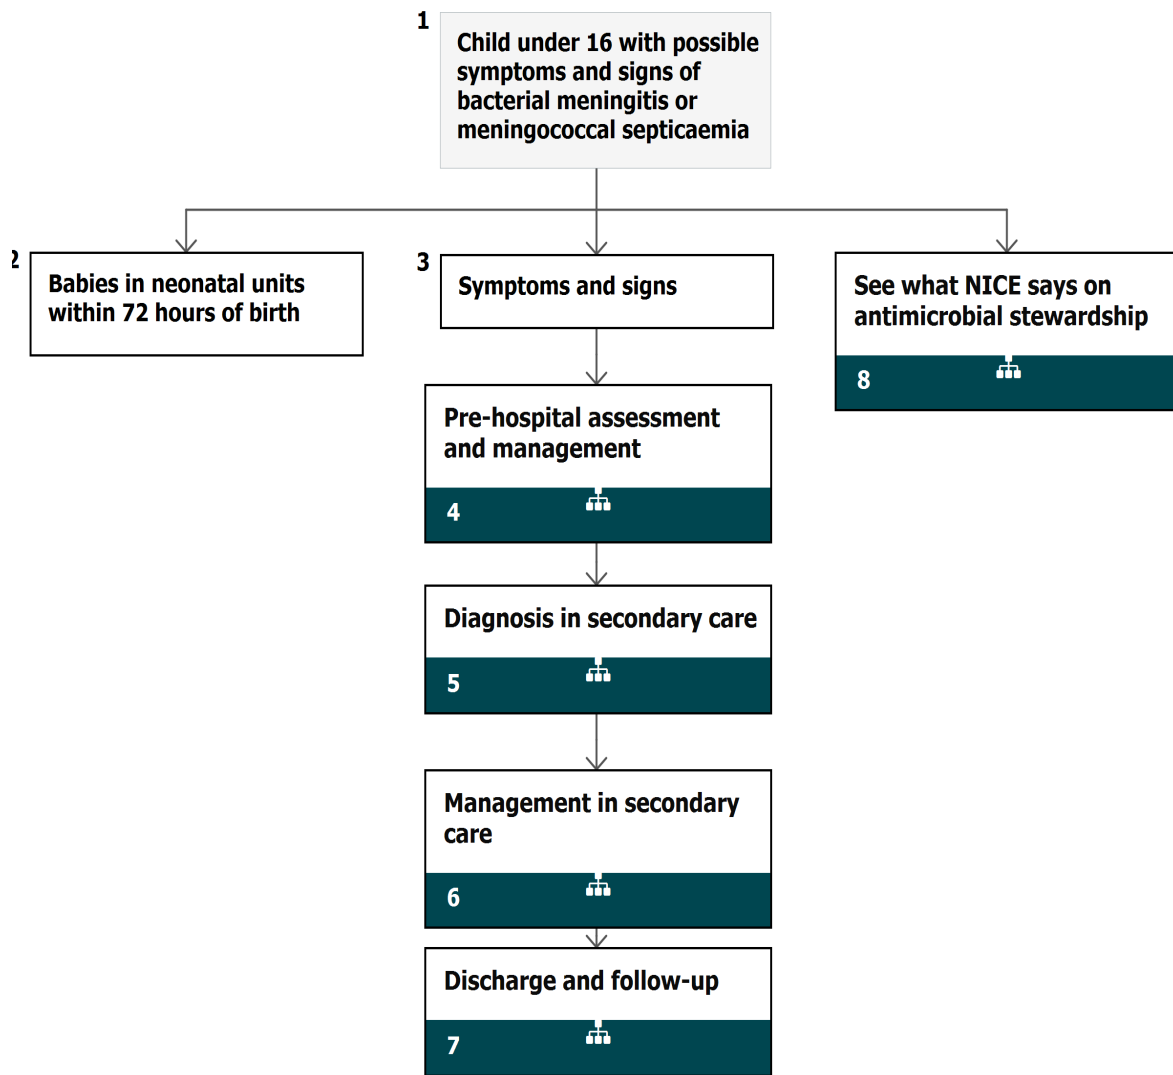 1
Child under 16 with possible
symptoms and signs of
bacterial meningitis or
meningococcal septicaemia
2
Babies in neonatal units
within 72 hours of birth
3
Symptoms and signs
See what NICE says on
antimicrobial stewardship
8
Pre-hospital assessment
and management
4
Diagnosis in secondary care
5
Management in secondary
care
6
Discharge and follow-up
7